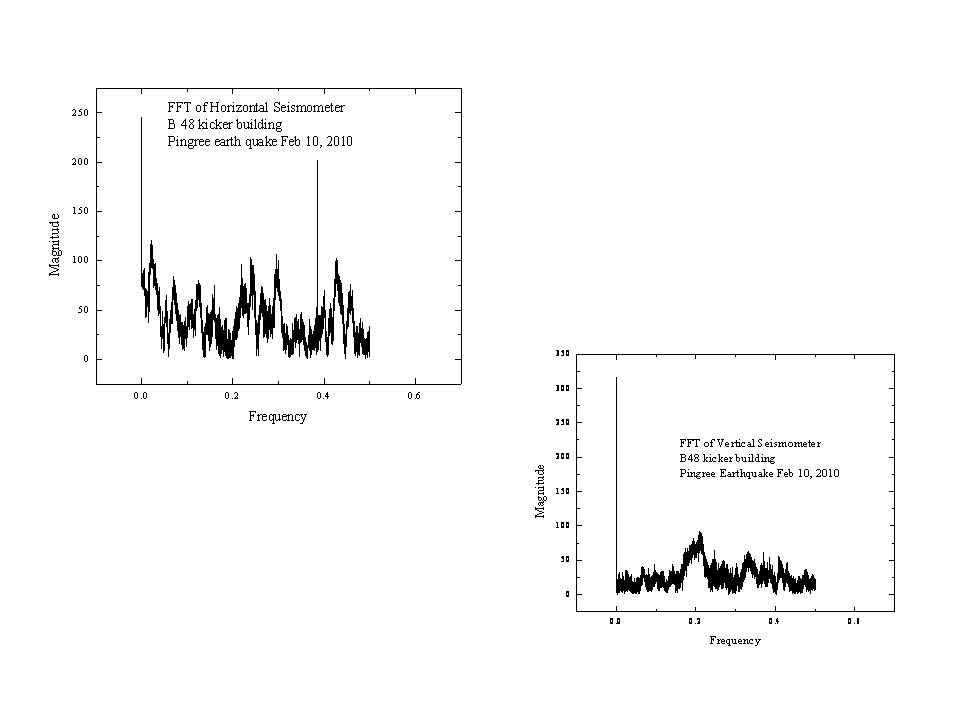 FFT of Horizontal Seismometer
B 48 kicker building
Pingree earth quake Feb 10, 2010
250
200
150
100
50
0
Magnitude
0.0 0.2 0.4 0.6
Frequency
FFT of Vertical Seismometer
B48 kicker building
Pingree Earthquake Feb 10, 2010
350
300
250
200
150
100
50
0
Magnitude
0.0 0.2 0.4 0.6
Frequency